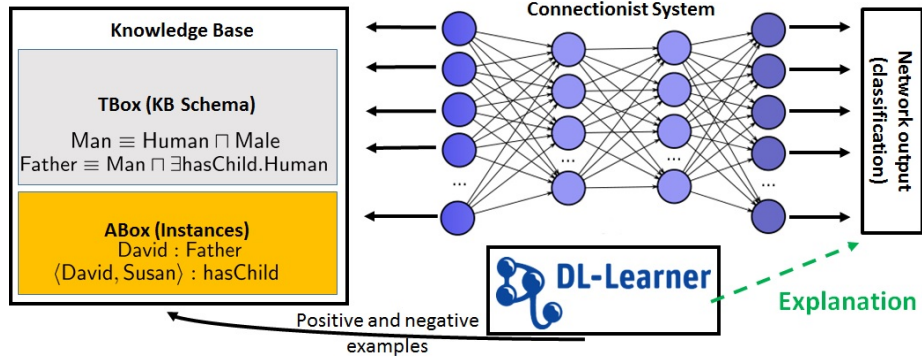 Knowledge Base
TBox (KB Schema)
Man ≡ Human ⊓ Male
Father ≡ Man ⊓ ∃hasChild.Human
ABox (Instances)
David : Father
⟨David, Susan⟩ : hasChild
Connectionist System
...
...
...
...
Network output
(classification)
DL-Learner
Explanation
Positive and negative
examples